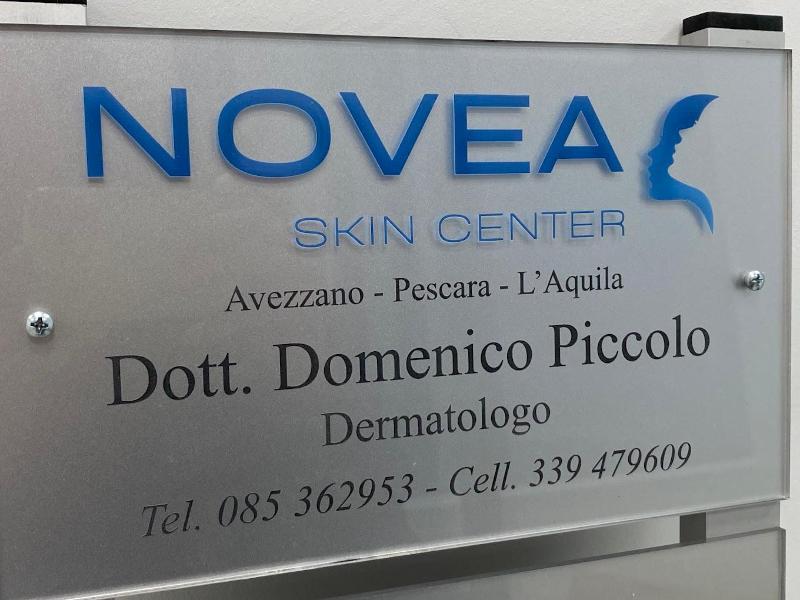 NOVEA
SKIN CENTER
Avezzano - Pescara - L'Aquila
Dott. Domenico Piccolo
Dermatologo
Tel. 085 362953 - Cell. 339 479609